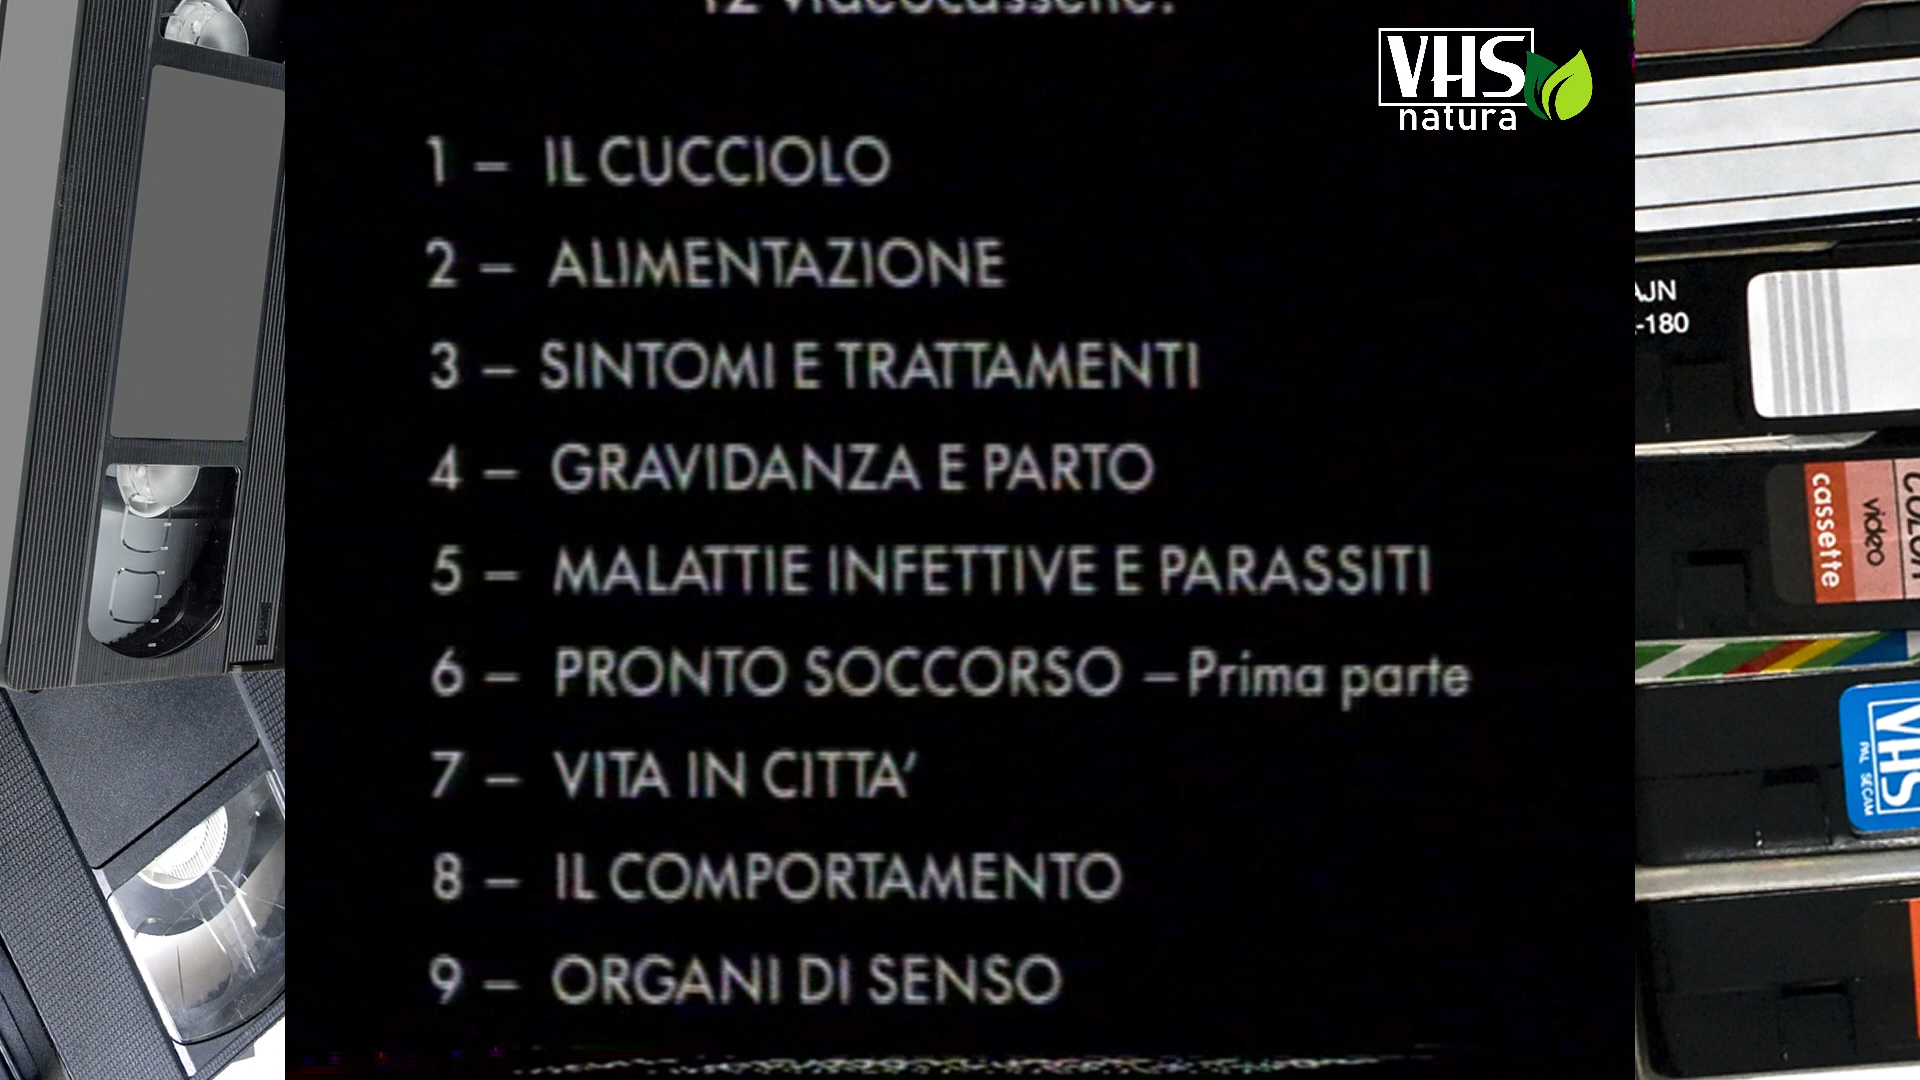 12 videocassette.
VHS
natura
1 – IL CUCCIOLO
2 – ALIMENTAZIONE
3 – SINTOMI E TRATTAMENTI
4 – GRAVIDANZA E PARTO
5 – MALATTIE INFETTIVE E PARASSITI
6 – PRONTO SOCCORSO – Prima parte
7 – VITA IN CITTA'
8 – IL COMPORTAMENTO
9 – ORGANI DI SENSO
-180
cassette
video
VHS
PAL SECAM